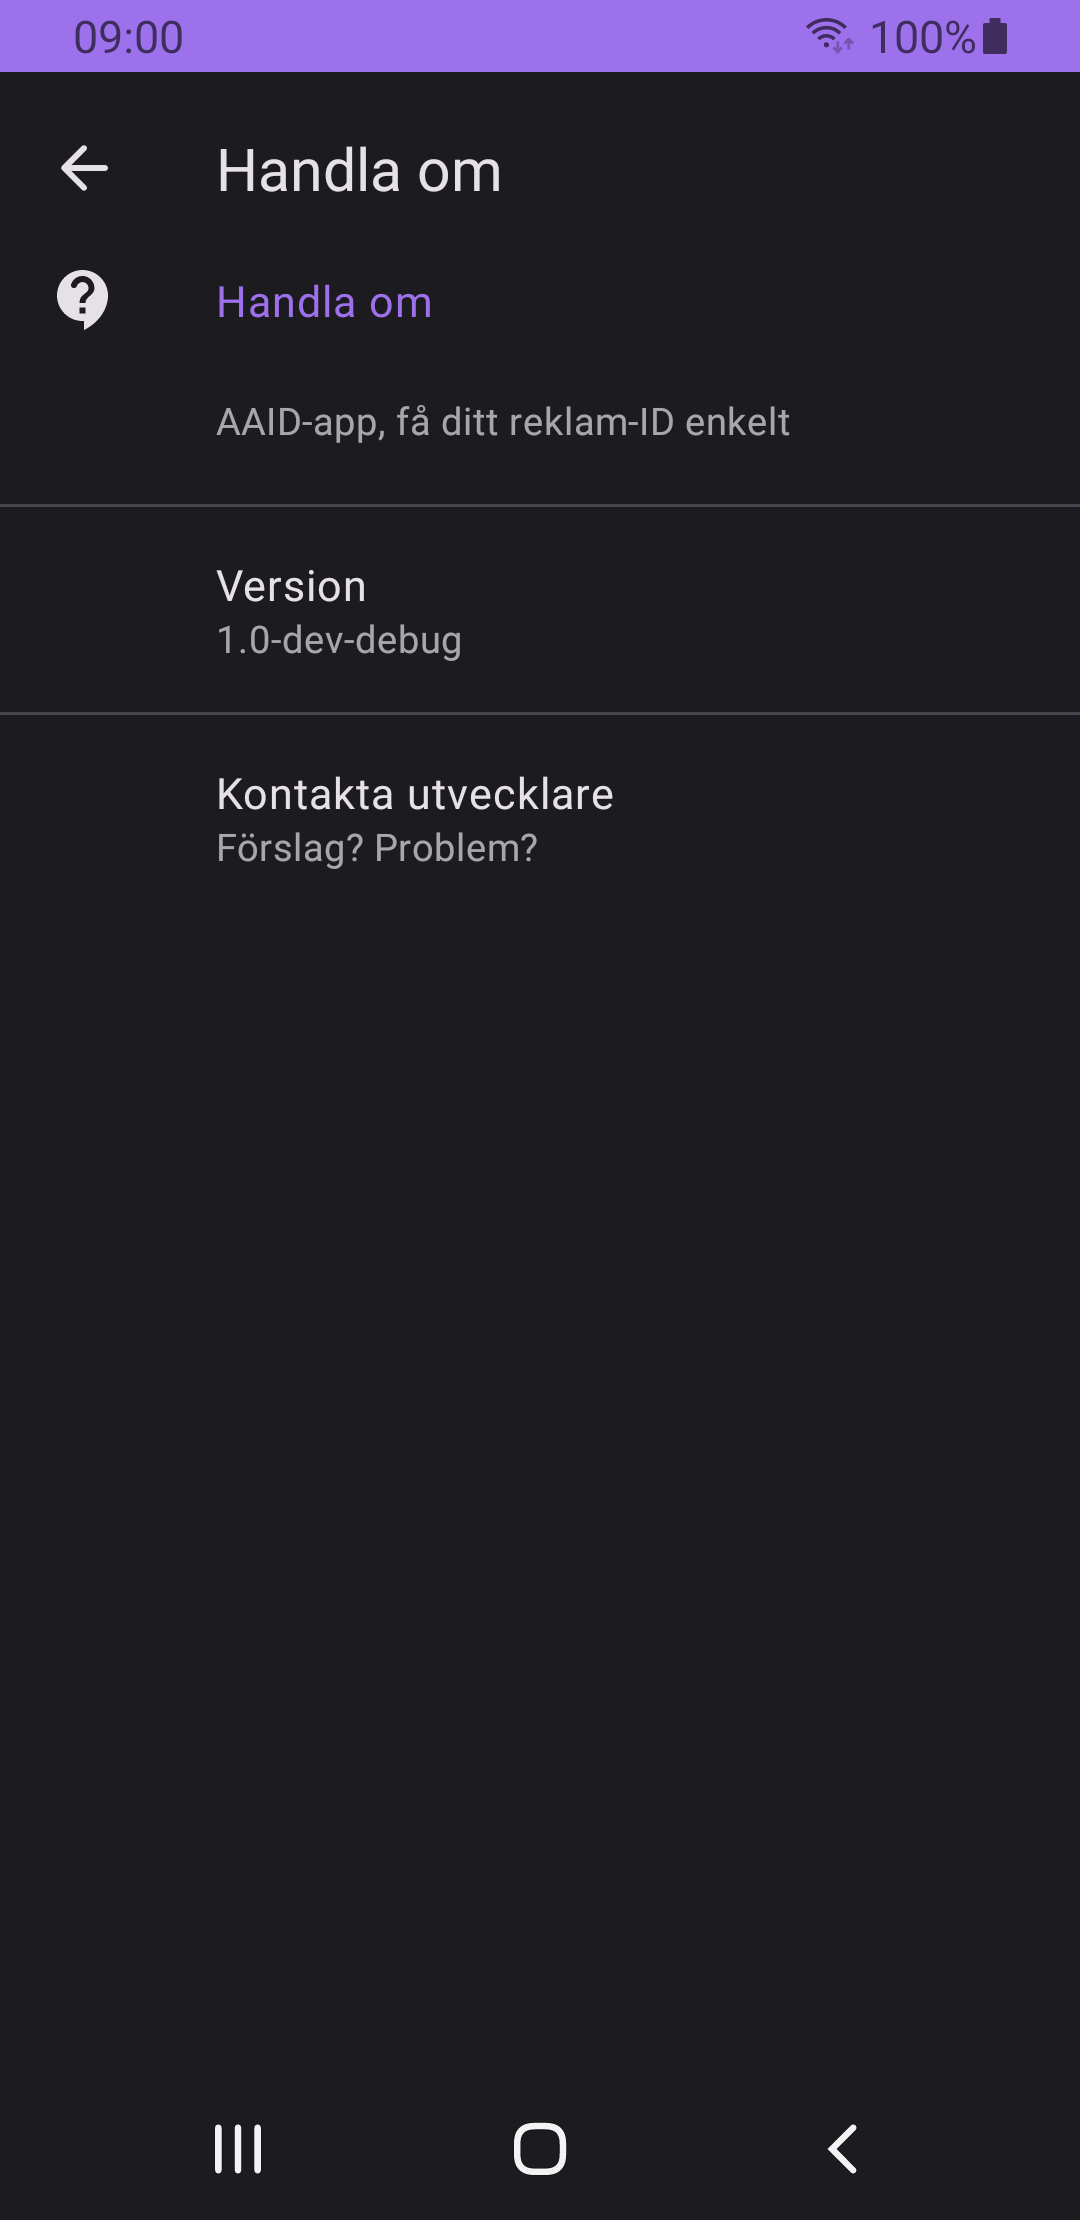 09:00
100%
Handla om
Handla om
AAID-app, få ditt reklam-ID enkelt
Version
1.0-dev-debug
Kontakta utvecklare
Förslag? Problem?